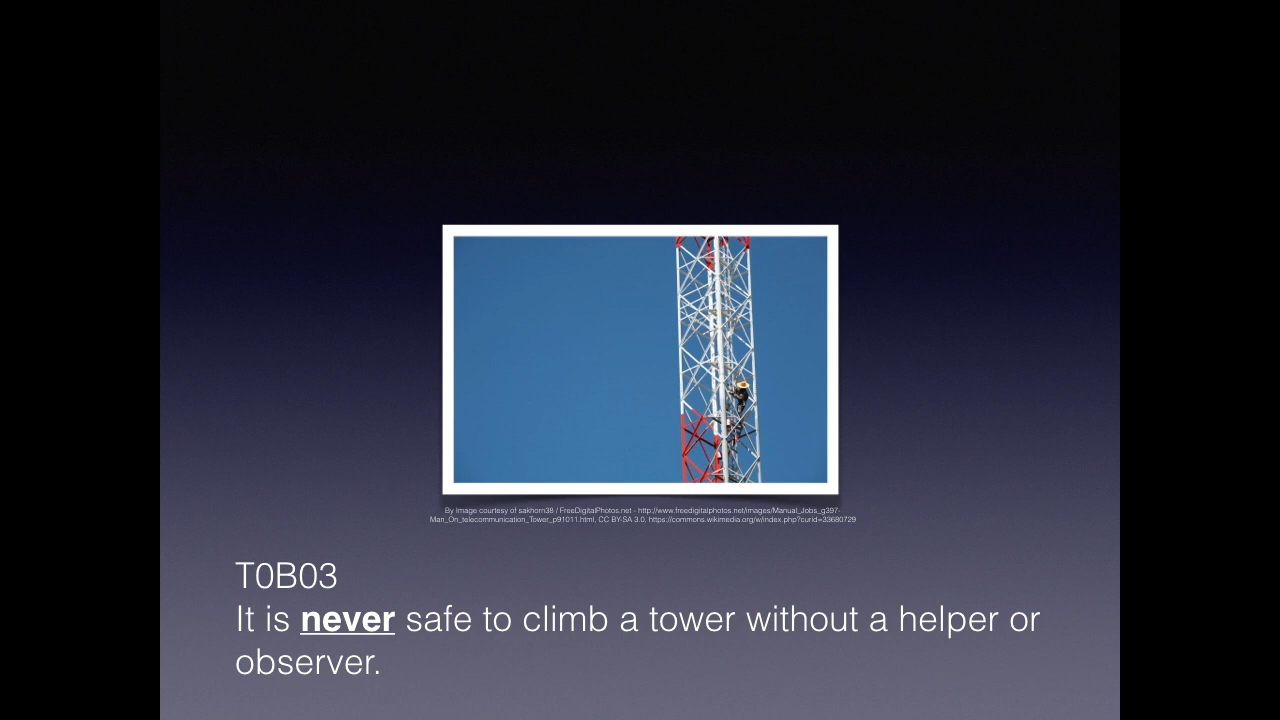 By Image courtesy of sakhorn38 / FreeDigitalPhotos.net - http://www.freedigitalphotos.net/images/Manual_Jobs_g397-
Man_On_telecommunication_Tower_p91011.html, CC BY-SA 3.0, https://commons.wikimedia.org/w/index.php?curid=33680729
T0B03
It is never safe to climb a tower without a helper or
observer.